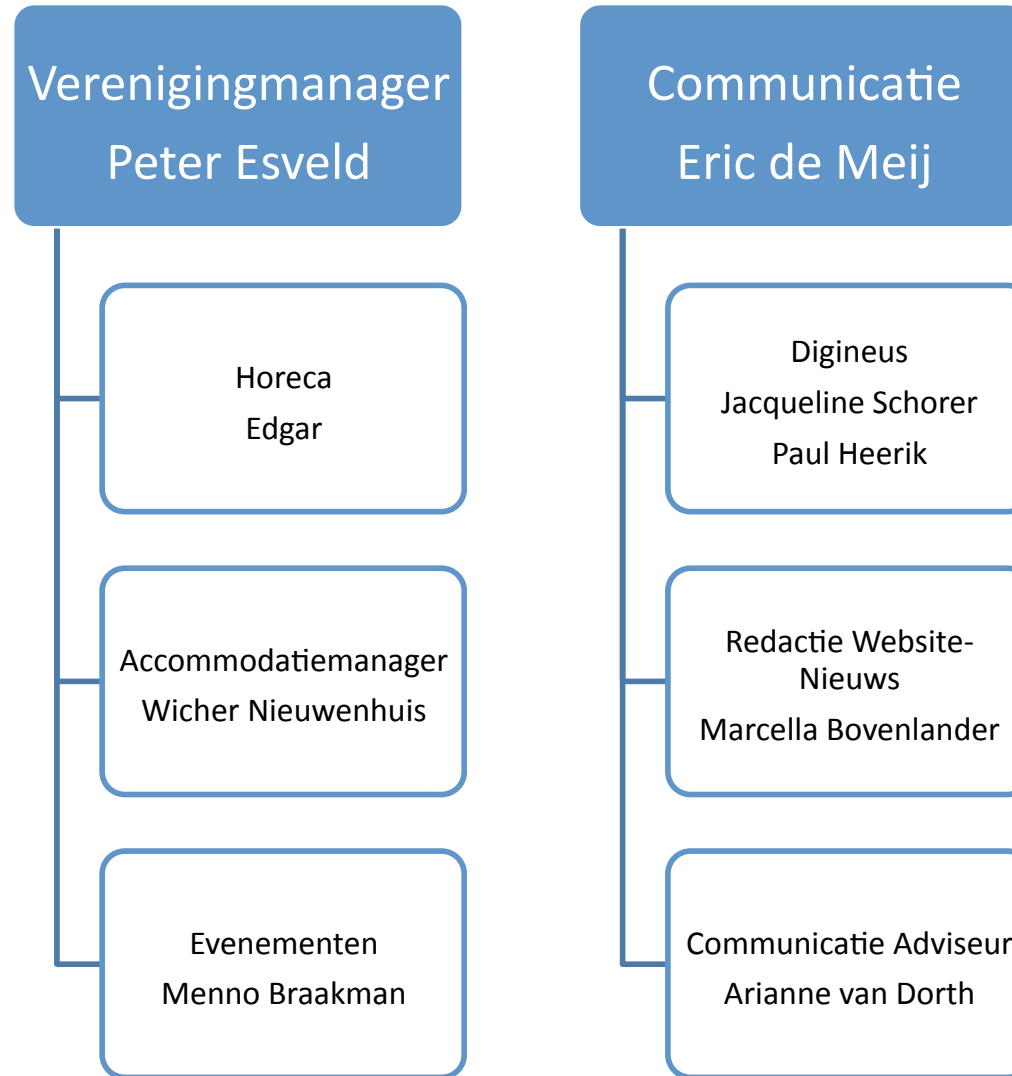 Verenigingmanager
Peter Esveld
Horeca
Edgar
Accommodatiemanager
Wicher Nieuwenhuis
Evenementen
Menno Braakman
Communicatie
Eric de Meij
Digineus
Jacqueline Schorer
Paul Heerik
Redactie Website-
Nieuws
Marcella Bovenlander
Communicatie Adviseur
Arianne van Dorth